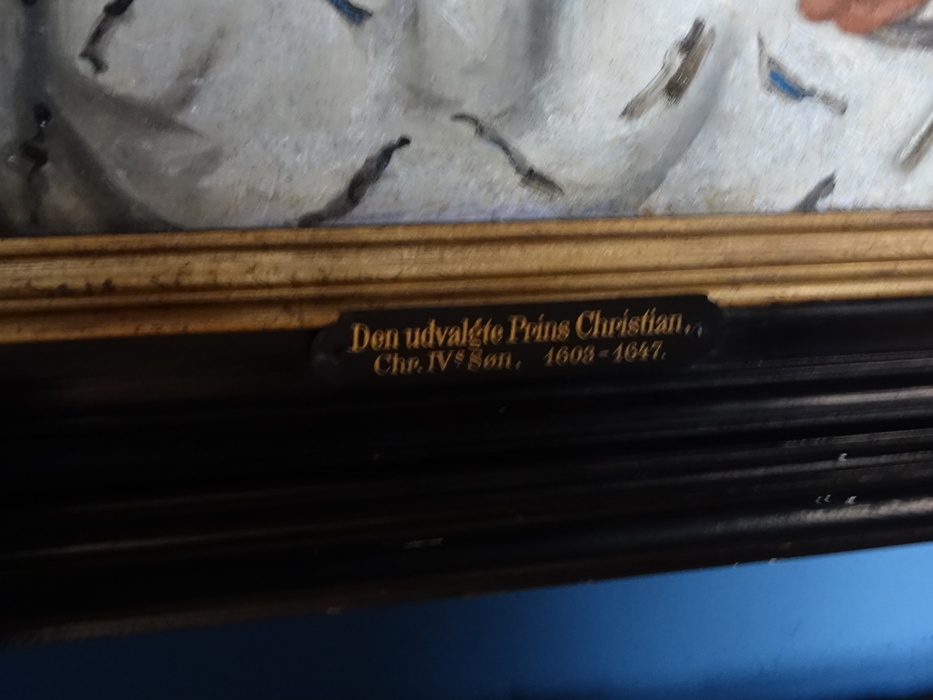 Den udvalgte Prins Christian,
Chr. IVˢ Søn, 1603-1647.